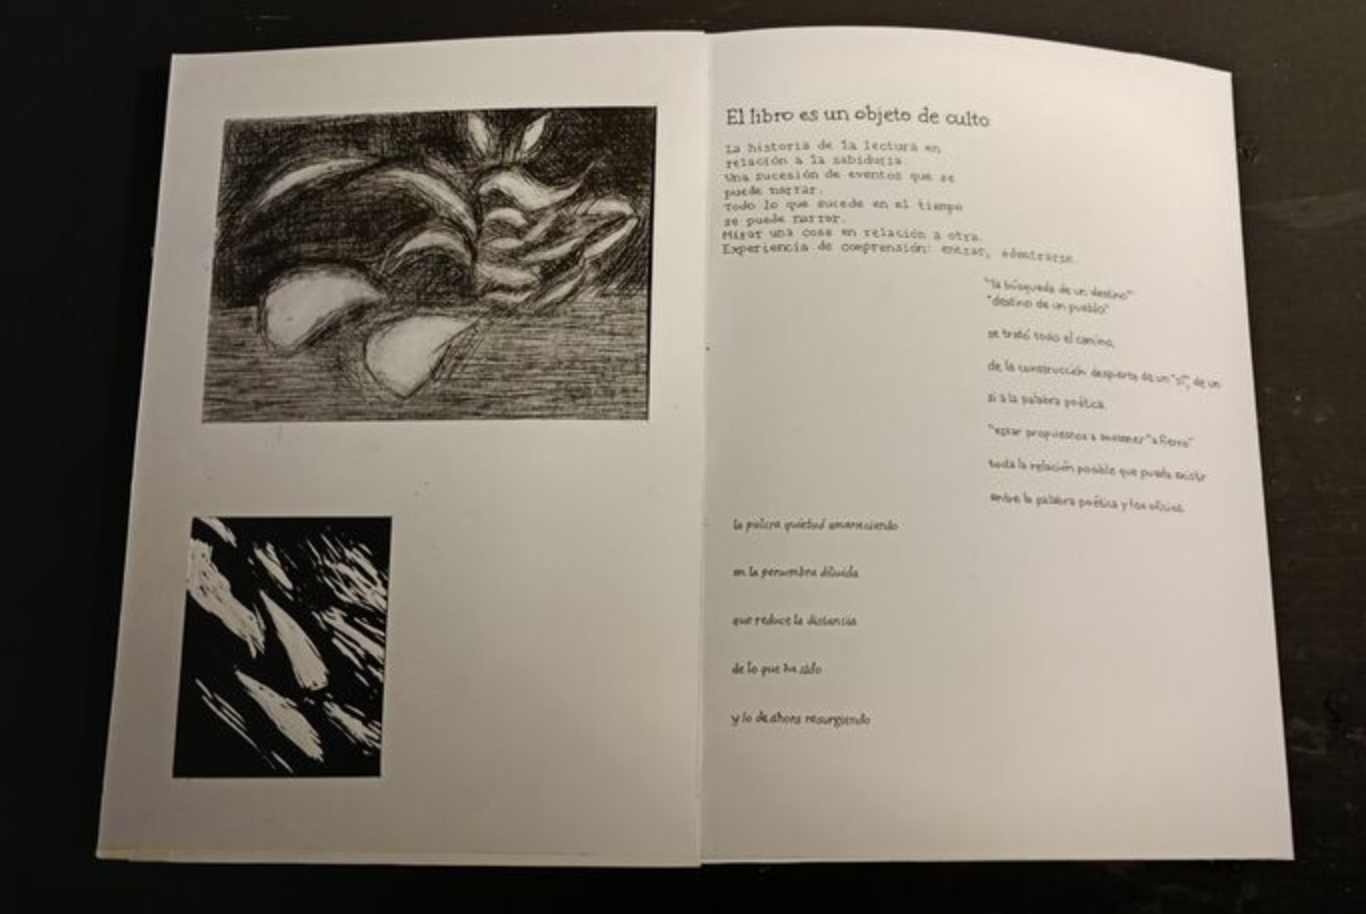 El libro es un objeto de culto
La historia de la lectura en
relación a la sabiduría.
Una sucesión de eventos que se
puede narrar.
Todo lo que sucede en el tiempo
se puede narrar.
Mirar una cosa en relación a otra.
Experiencia de comprensión: entrar, adentrarse.
"la búsqueda de un destino"
"destino de un pueblo"
se trató todo el camino,
de la construcción despierta de un "sí", de un
sí a la palabra poética.
"estar propuestos a sostener "a fierro"
toda la relación posible que pueda existir
entre la palabra poética y los oficios.
la pulcra quietud amaneciendo
en la penumbra diluida
que reduce la distancia
de lo que ha sido
y lo de ahora resurgiendo